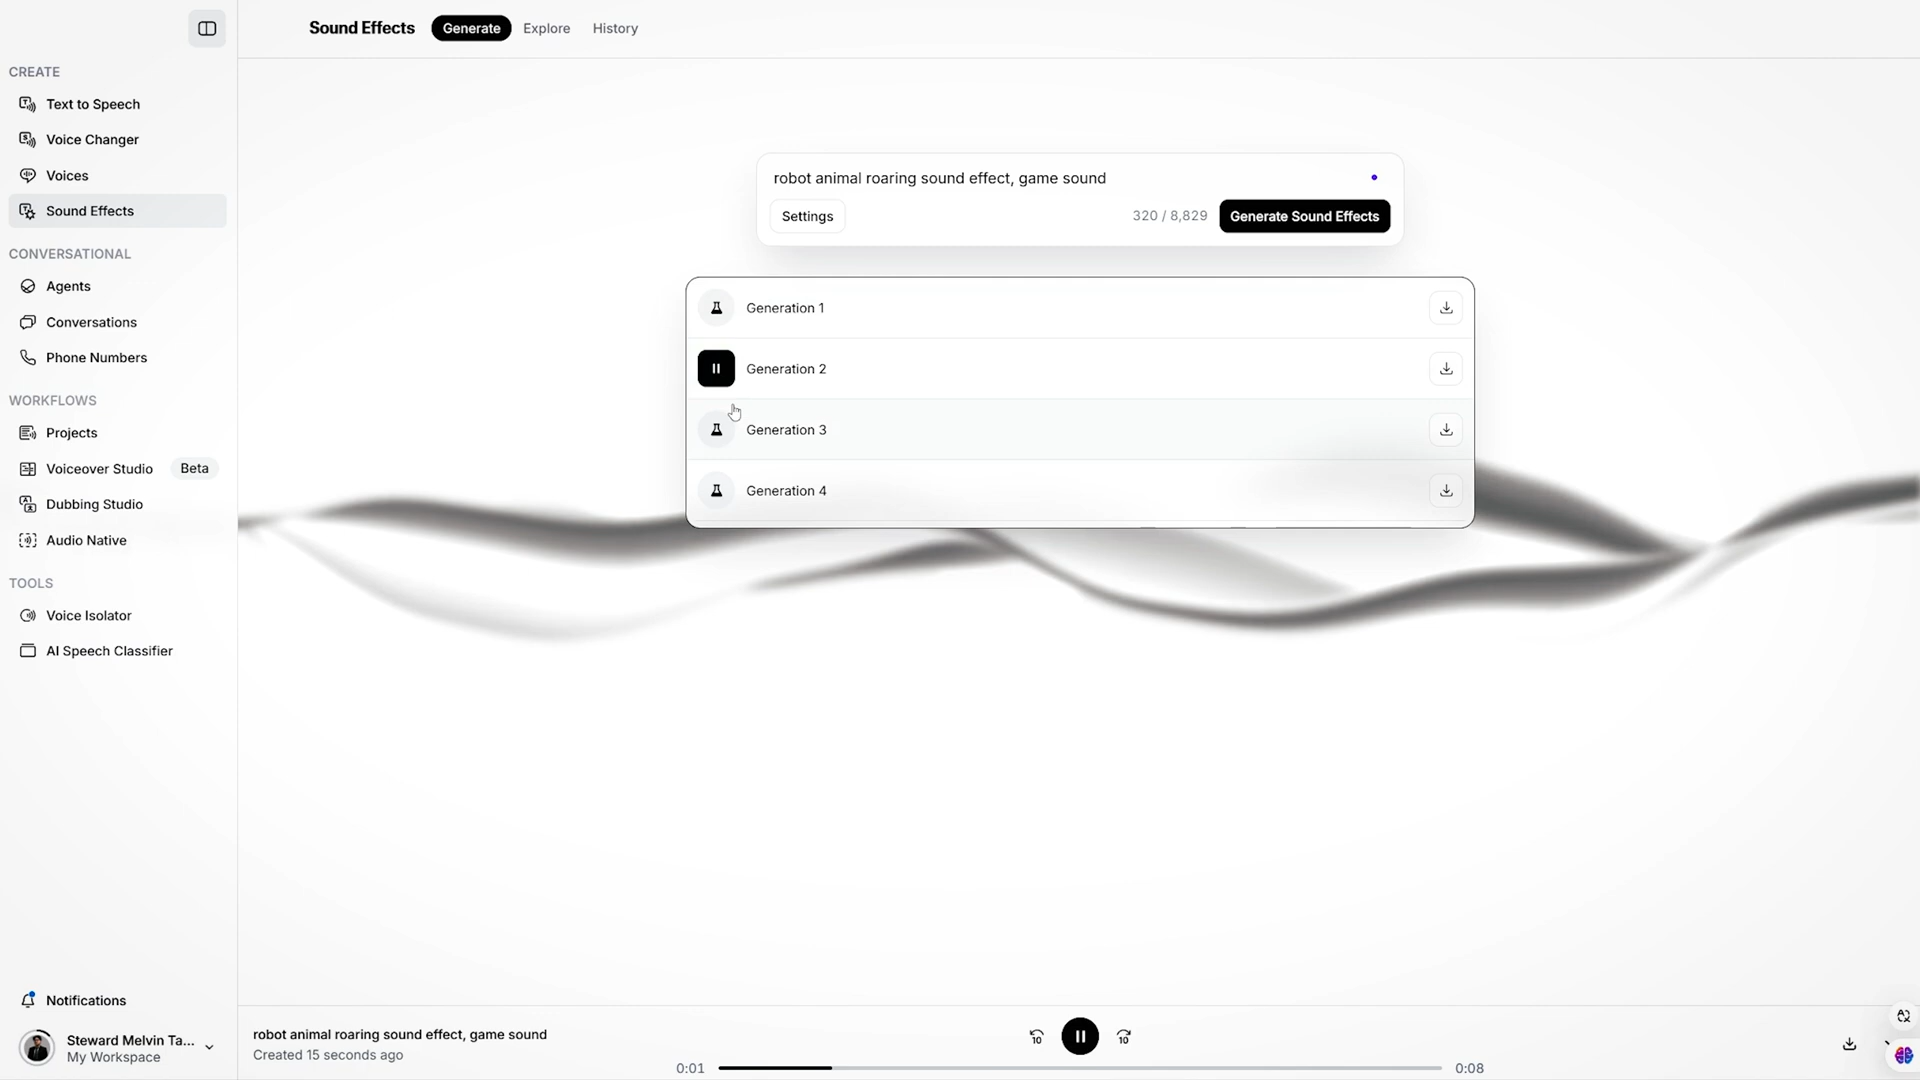 Sound Effects
Generate
Explore
History
CREATE
Text to Speech
Voice Changer
Voices
Sound Effects
CONVERSATIONAL
Agents
Conversations
Phone Numbers
WORKFLOWS
Projects
Voiceover Studio Beta
Dubbing Studio
Audio Native
TOOLS
Voice Isolator
AI Speech Classifier
Notifications
Steward Melvin Ta...
My Workspace
robot animal roaring sound effect, game sound
Settings
320 / 8,829
Generate Sound Effects
Generation 1
Generation 2
Generation 3
Generation 4
robot animal roaring sound effect, game sound
Created 15 seconds ago
10
10
0:01
0:08